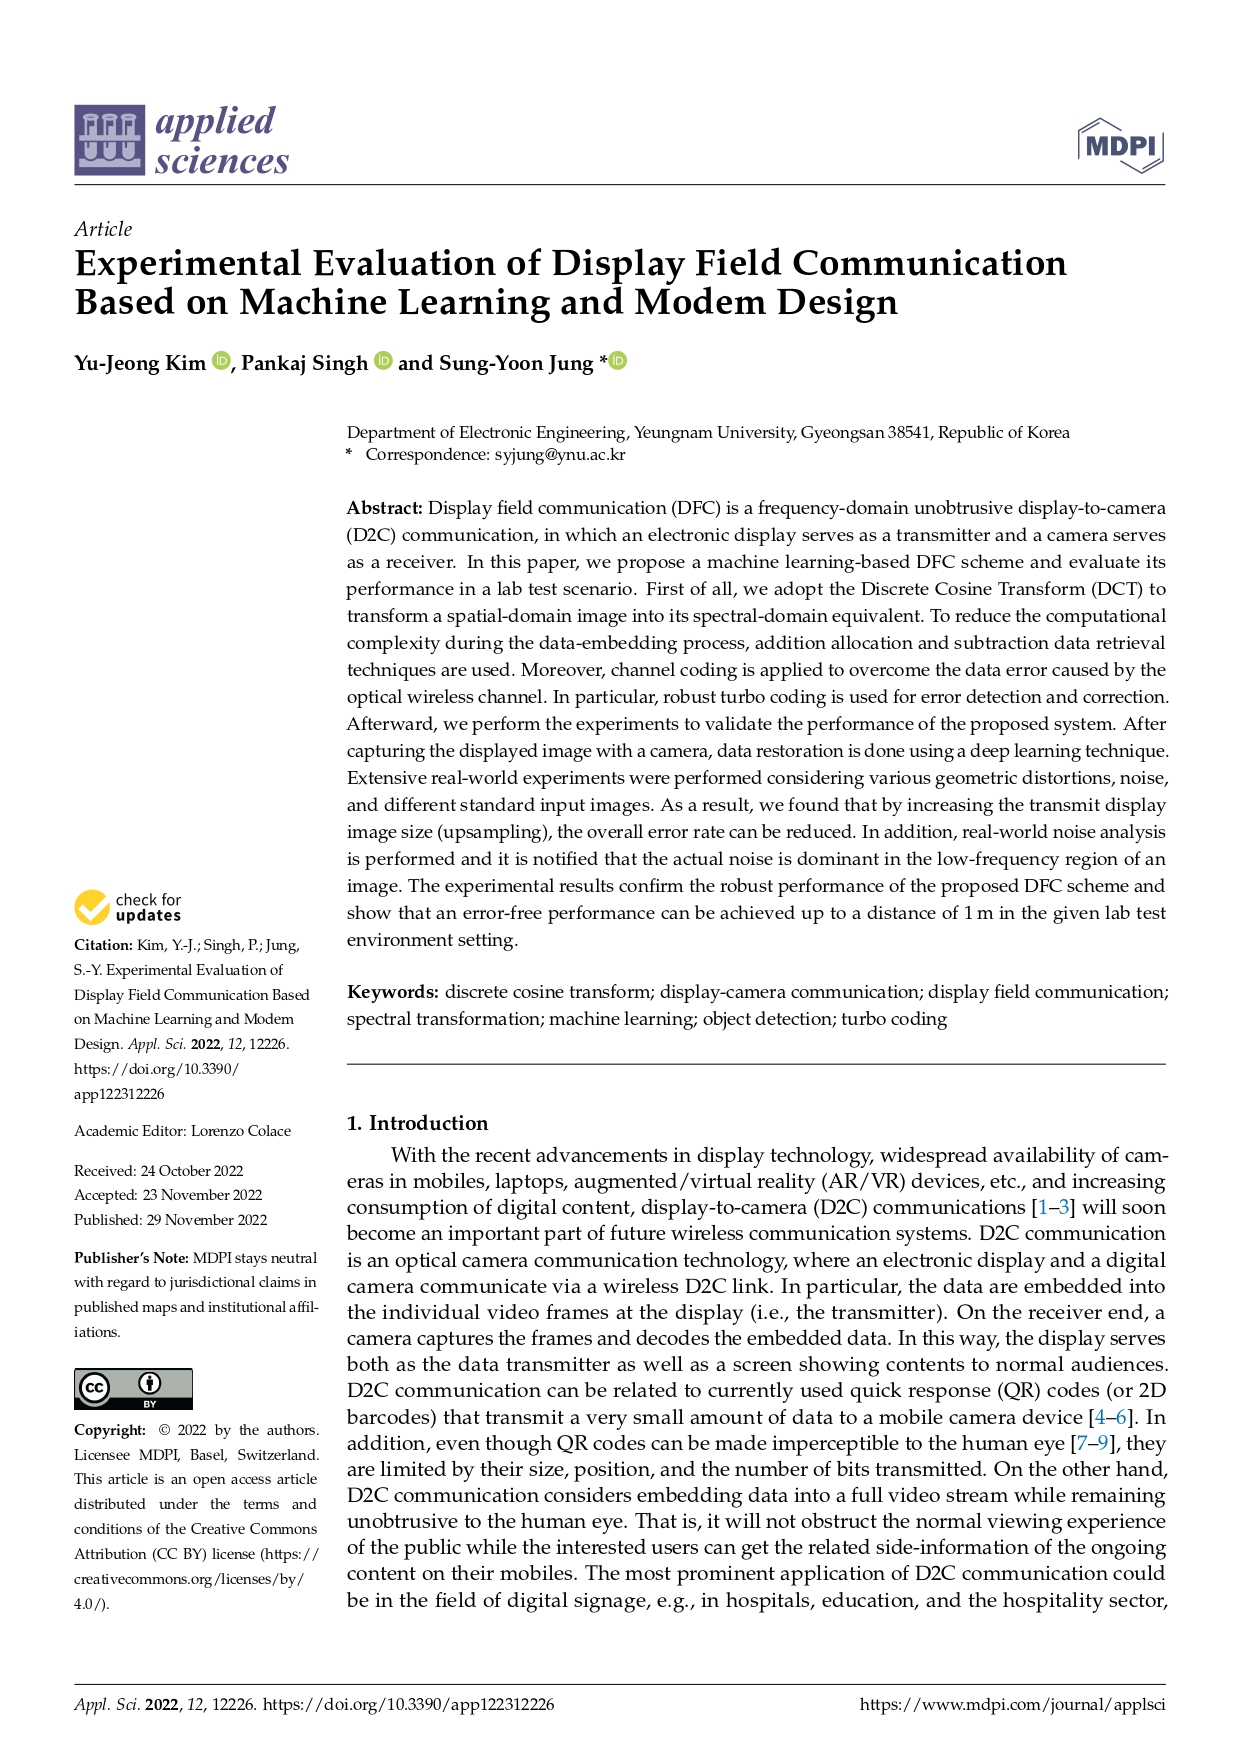 applied
sciences
MDPI
Article
Experimental Evaluation of Display Field Communication
Based on Machine Learning and Modem Design
Yu-Jeong Kim iD, Pankaj Singh iD and Sung-Yoon Jung * iD
Department of Electronic Engineering, Yeungnam University, Gyeongsan 38541, Republic of Korea
* Correspondence: syjung@ynu.ac.kr
Abstract: Display field communication (DFC) is a frequency-domain unobtrusive display-to-camera
(D2C) communication, in which an electronic display serves as a transmitter and a camera serves
as a receiver. In this paper, we propose a machine learning-based DFC scheme and evaluate its
performance in a lab test scenario. First of all, we adopt the Discrete Cosine Transform (DCT) to
transform a spatial-domain image into its spectral-domain equivalent. To reduce the computational
complexity during the data-embedding process, addition allocation and subtraction data retrieval
techniques are used. Moreover, channel coding is applied to overcome the data error caused by the
optical wireless channel. In particular, robust turbo coding is used for error detection and correction.
Afterward, we perform the experiments to validate the performance of the proposed system. After
capturing the displayed image with a camera, data restoration is done using a deep learning technique.
Extensive real-world experiments were performed considering various geometric distortions, noise,
and different standard input images. As a result, we found that by increasing the transmit display
image size (upsampling), the overall error rate can be reduced. In addition, real-world noise analysis
is performed and it is notified that the actual noise is dominant in the low-frequency region of an
image. The experimental results confirm the robust performance of the proposed DFC scheme and
show that an error-free performance can be achieved up to a distance of 1 m in the given lab test
environment setting.
Keywords: discrete cosine transform; display-camera communication; display field communication;
spectral transformation; machine learning; object detection; turbo coding
check for
updates
Citation: Kim, Y.-J.; Singh, P.; Jung,
S.-Y. Experimental Evaluation of
Display Field Communication Based
on Machine Learning and Modem
Design. Appl. Sci. 2022, 12, 12226.
https://doi.org/10.3390/
app122312226
Academic Editor: Lorenzo Colace
Received: 24 October 2022
Accepted: 23 November 2022
Published: 29 November 2022
Publisher's Note: MDPI stays neutral
with regard to jurisdictional claims in
published maps and institutional affil-
iations.
cc BY
Copyright: © 2022 by the authors.
Licensee MDPI, Basel, Switzerland.
This article is an open access article
distributed under the terms and
conditions of the Creative Commons
Attribution (CC BY) license (https://
creativecommons.org/licenses/by/
4.0/).
1. Introduction
With the recent advancements in display technology, widespread availability of cam-
eras in mobiles, laptops, augmented/virtual reality (AR/VR) devices, etc., and increasing
consumption of digital content, display-to-camera (D2C) communications [1–3] will soon
become an important part of future wireless communication systems. D2C communication
is an optical camera communication technology, where an electronic display and a digital
camera communicate via a wireless D2C link. In particular, the data are embedded into
the individual video frames at the display (i.e., the transmitter). On the receiver end, a
camera captures the frames and decodes the embedded data. In this way, the display serves
both as the data transmitter as well as a screen showing contents to normal audiences.
D2C communication can be related to currently used quick response (QR) codes (or 2D
barcodes) that transmit a very small amount of data to a mobile camera device [4–6]. In
addition, even though QR codes can be made imperceptible to the human eye [7–9], they
are limited by their size, position, and the number of bits transmitted. On the other hand,
D2C communication considers embedding data into a full video stream while remaining
unobtrusive to the human eye. That is, it will not obstruct the normal viewing experience
of the public while the interested users can get the related side-information of the ongoing
content on their mobiles. The most prominent application of D2C communication could
be in the field of digital signage, e.g., in hospitals, education, and the hospitality sector,
Appl. Sci. 2022, 12, 12226. https://doi.org/10.3390/app122312226
https://www.mdpi.com/journal/applsci